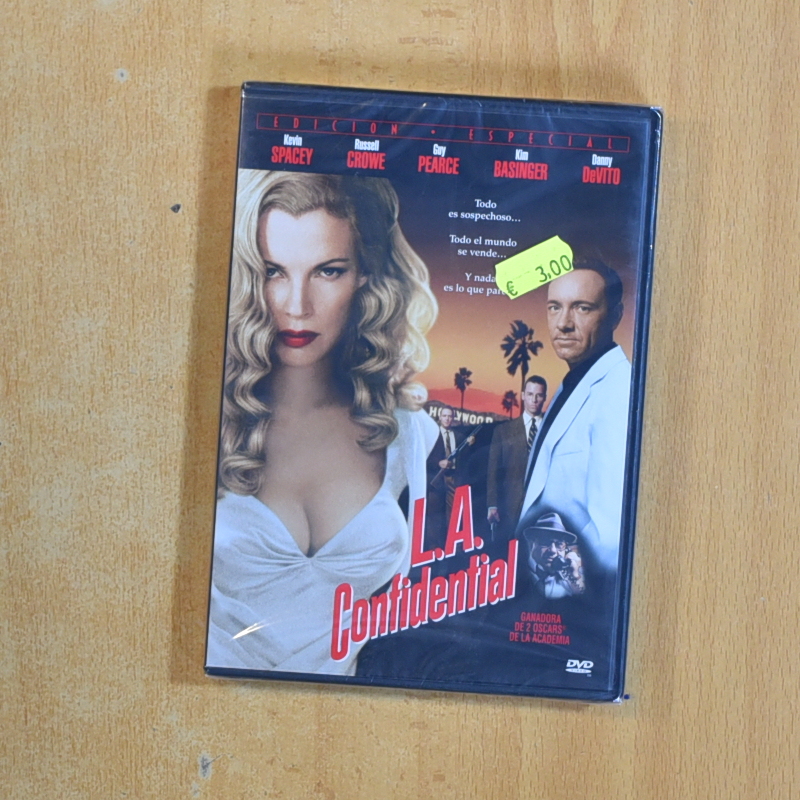 EDICION • ESPECIAL
Kevin SPACEY
Russell CROWE
Guy PEARCE
Kim BASINGER
Danny DeVITO
Todo
es sospechoso...
Todo el mundo
se vende...
Y nada
es lo que
€ 3,00
HOLLYWOOD
L.A.
Confidential
GANADORA
DE 2 OSCARS®
DE LA ACADEMIA
DVD